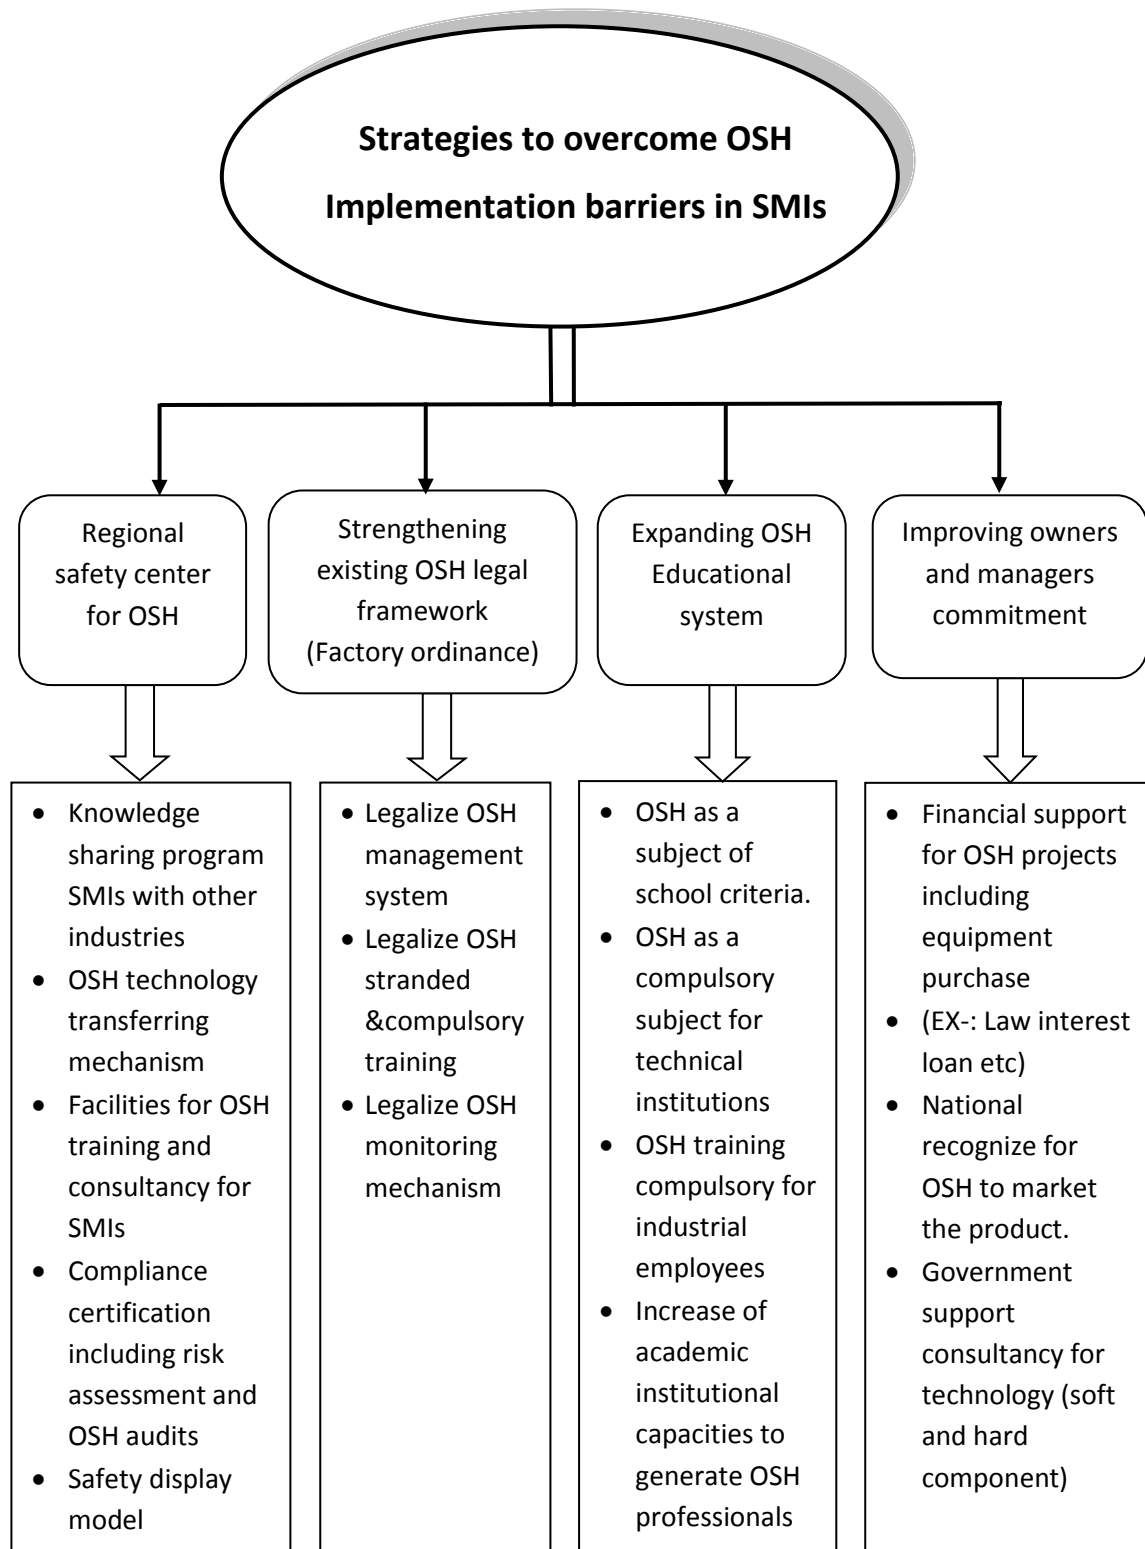 Strategies to overcome OSH
Implementation barriers in SMIs
Regional
safety center
for OSH
Strengthening
existing OSH legal
framework
(Factory ordinance)
Expanding OSH
Educational
system
Improving owners
and managers
commitment
• Knowledge
sharing program
SMIs with other
industries
• OSH technology
transferring
mechanism
• Facilities for OSH
training and
consultancy for
SMIs
• Compliance
certification
including risk
assessment and
OSH audits
• Safety display
model
• Legalize OSH
management
system
• Legalize OSH
stranded
&compulsory
training
• Legalize OSH
monitoring
mechanism
• OSH as a
subject of
school criteria.
• OSH as a
compulsory
subject for
technical
institutions
• OSH training
compulsory for
industrial
employees
• Increase of
academic
institutional
capacities to
generate OSH
professionals
• Financial support
for OSH projects
including
equipment
purchase
• (EX-: Law interest
loan etc)
• National
recognize for
OSH to market
the product.
• Government
support
consultancy for
technology (soft
and hard
component)